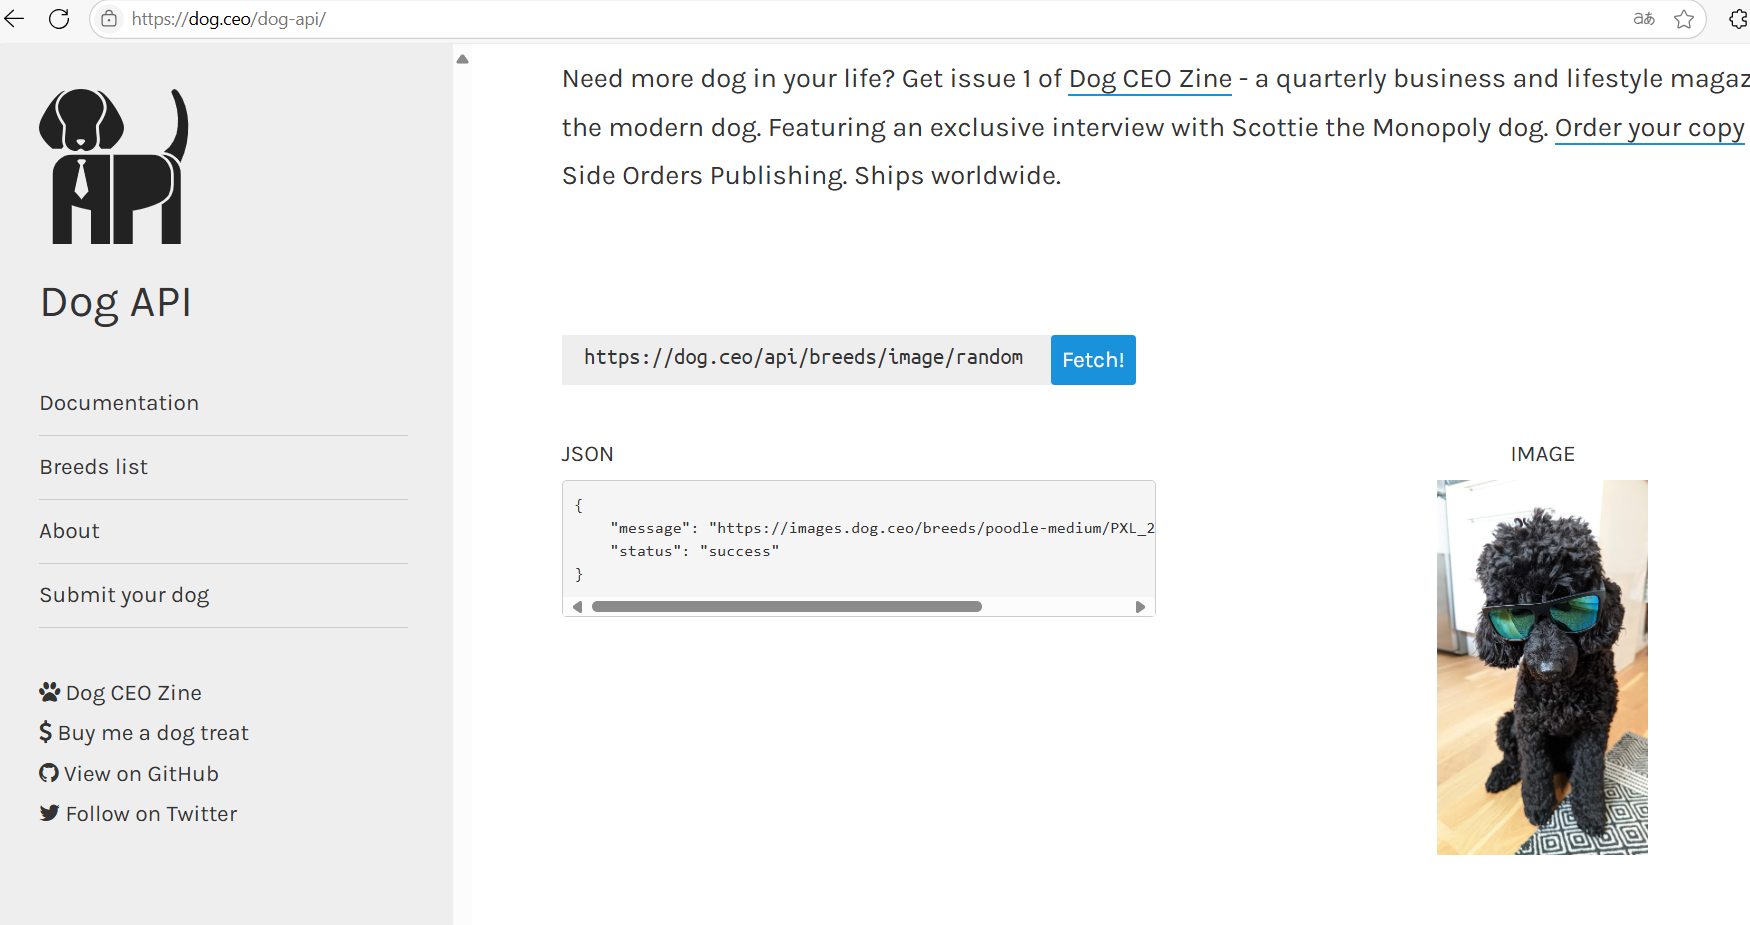 https://dog.ceo/dog-api/
aあ
API
Dog API
Documentation
Breeds list
About
Submit your dog
Dog CEO Zine
$ Buy me a dog treat
View on GitHub
Follow on Twitter
Need more dog in your life? Get issue 1 of Dog CEO Zine - a quarterly business and lifestyle magaz
the modern dog. Featuring an exclusive interview with Scottie the Monopoly dog. Order your copy
Side Orders Publishing. Ships worldwide.
https://dog.ceo/api/breeds/image/random Fetch!
JSON
{
"message": "https://images.dog.ceo/breeds/poodle-medium/PXL_2
"status": "success"
}
IMAGE